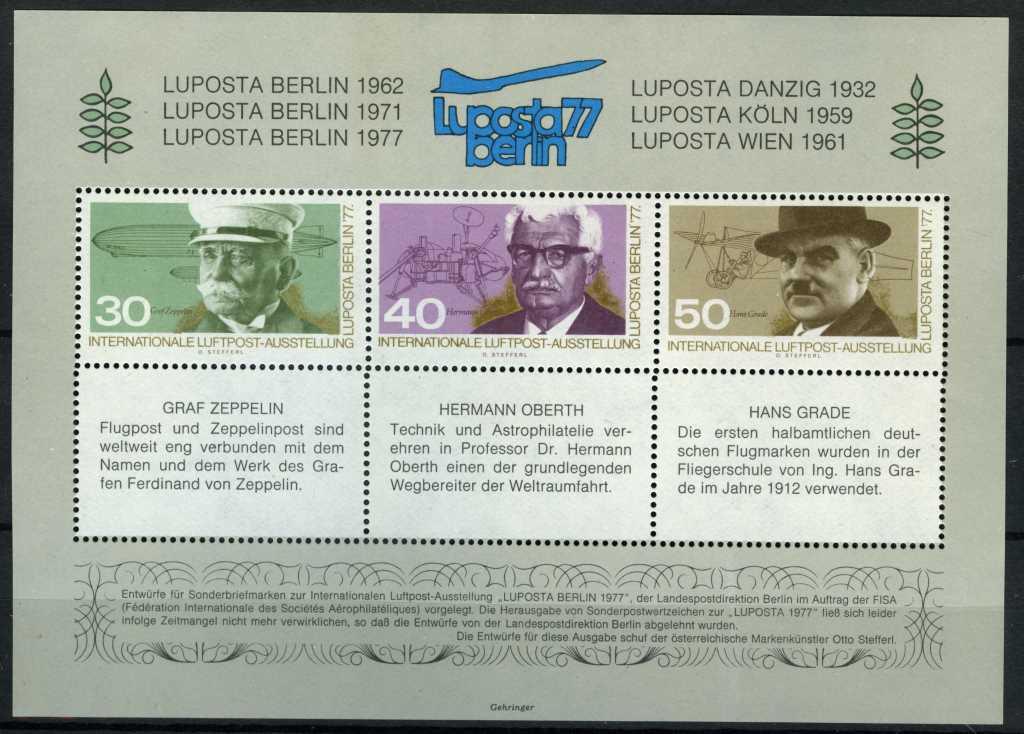 LUPOSTA BERLIN 1962
LUPOSTA BERLIN 1971
LUPOSTA BERLIN 1977
Luposta 77
berlin
LUPOSTA DANZIG 1932
LUPOSTA KÖLN 1959
LUPOSTA WIEN 1961
30
Graf Zeppelin
INTERNATIONALE LUFTPOST-AUSSTELLUNG
LUPOSTA BERLIN '77.
O. STEFFERL
40
Hermann
INTERNATIONALE LUFTPOST-AUSSTELLUNG
LUPOSTA BERLIN '77.
O. STEFFERL
50
Hans Grade
INTERNATIONALE LUFTPOST-AUSSTELLUNG
LUPOSTA BERLIN '77.
O. STEFFERL
GRAF ZEPPELIN
Flugpost und Zeppelinpost sind
weltweit eng verbunden mit dem
Namen und dem Werk des Gra-
fen Ferdinand von Zeppelin.
HERMANN OBERTH
Technik und Astrophilatelie ver-
ehren in Professor Dr. Hermann
Oberth einen der grundlegenden
Wegbereiter der Weltraumfahrt.
HANS GRADE
Die ersten halbamtlichen deut-
schen Flugmarken wurden in der
Fliegerschule von Ing. Hans Gra-
de im Jahre 1912 verwendet.
Entwürfe für Sonderbriefmarken zur Internationalen Luftpost-Ausstellung „LUPOSTA BERLIN 1977", der Landespostdirektion Berlin im Auftrag der FISA
(Fédération Internationale des Sociétés Aérophilatéliques) vorgelegt. Die Herausgabe von Sonderpostwertzeichen zur „LUPOSTA 1977" ließ sich leider
infolge Zeitmangel nicht mehr verwirklichen, so daß die Entwürfe von der Landespostdirektion Berlin abgelehnt wurden.
Die Entwürfe für diese Ausgabe schuf der österreichische Markenkünstler Otto Stefferl.
Gehringer